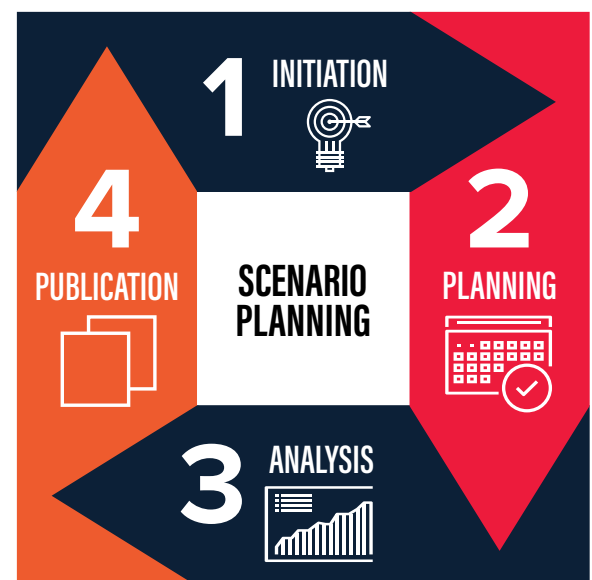 1
INITIATION
2
PLANNING
3
ANALYSIS
4
PUBLICATION
SCENARIO
PLANNING